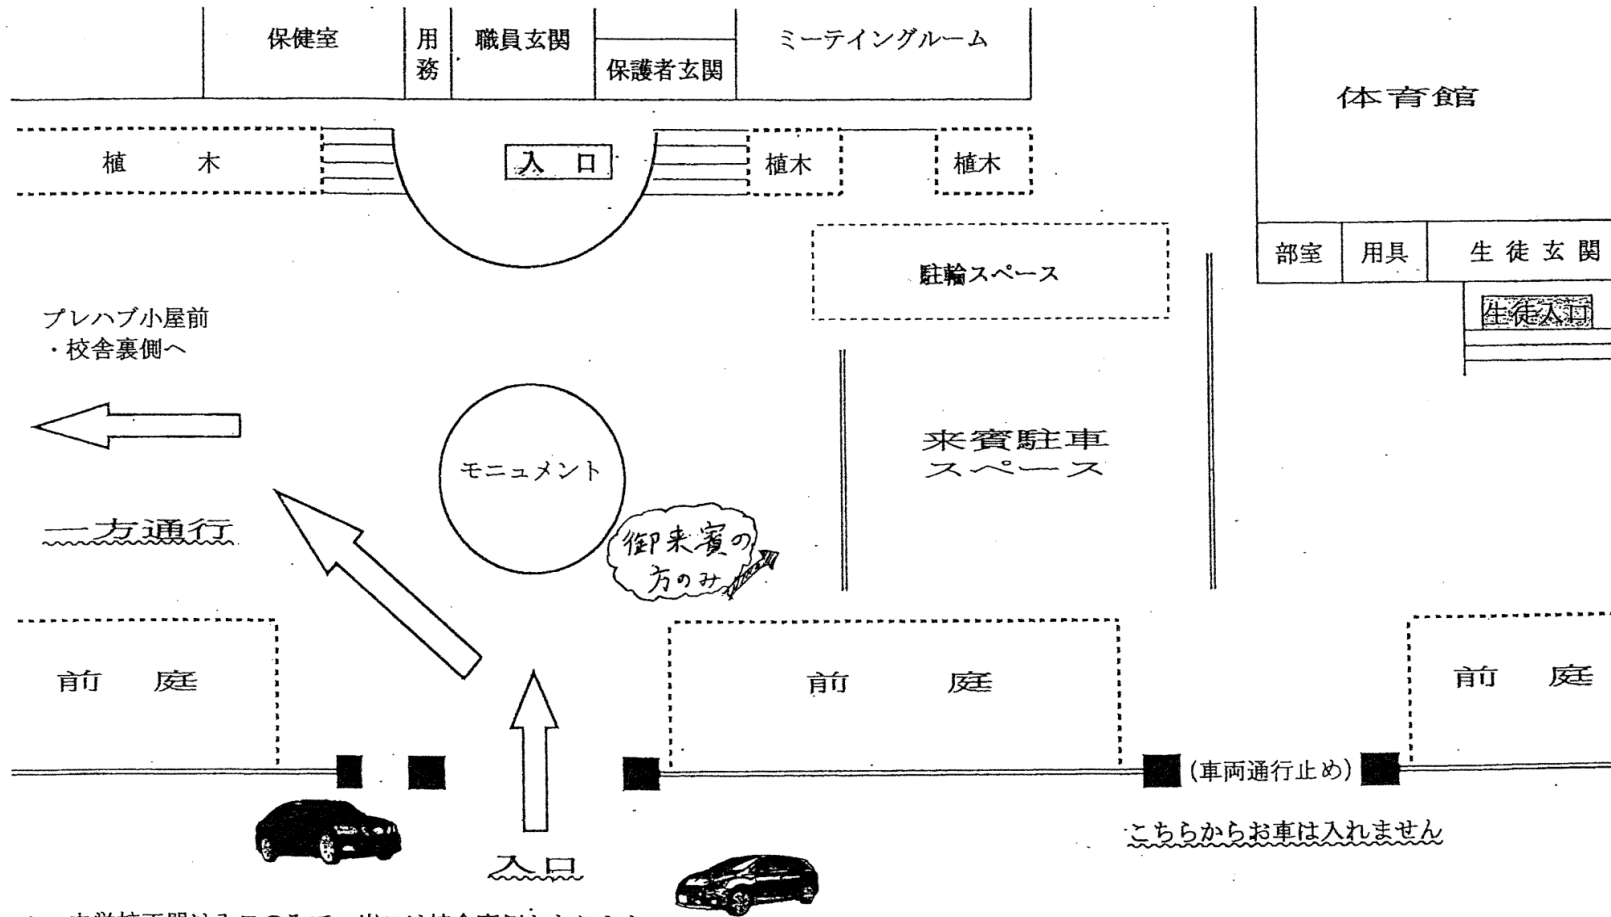 保健室
用務
職員玄関
保護者玄関
ミーテイングルーム
体育館
植木
入口
植木
植木
駐輪スペース
部室
用具
生徒玄関
生徒入口
プレハブ小屋前
・校舎裏側へ
モニュメント
来賓駐車
スペース
一方通行
御来賓の
方のみ
前庭
前庭
前庭
(車両通行止め)
こちらからお車は入れません
入口